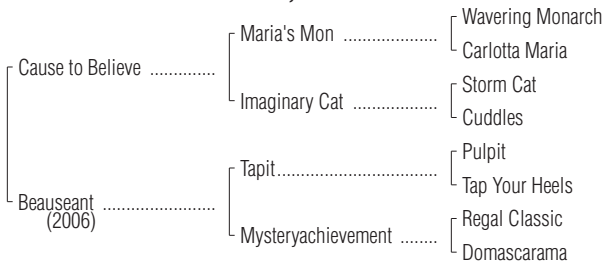 Wavering Monarch
Maria's Mon ..................
Carlotta Maria
Cause to Believe .............
Storm Cat
Imaginary Cat ................
Cuddles
Pulpit
Tapit...............................
Tap Your Heels
Beauseant ......................
(2006)
Regal Classic
Mysteryachievement ........
Domascarama